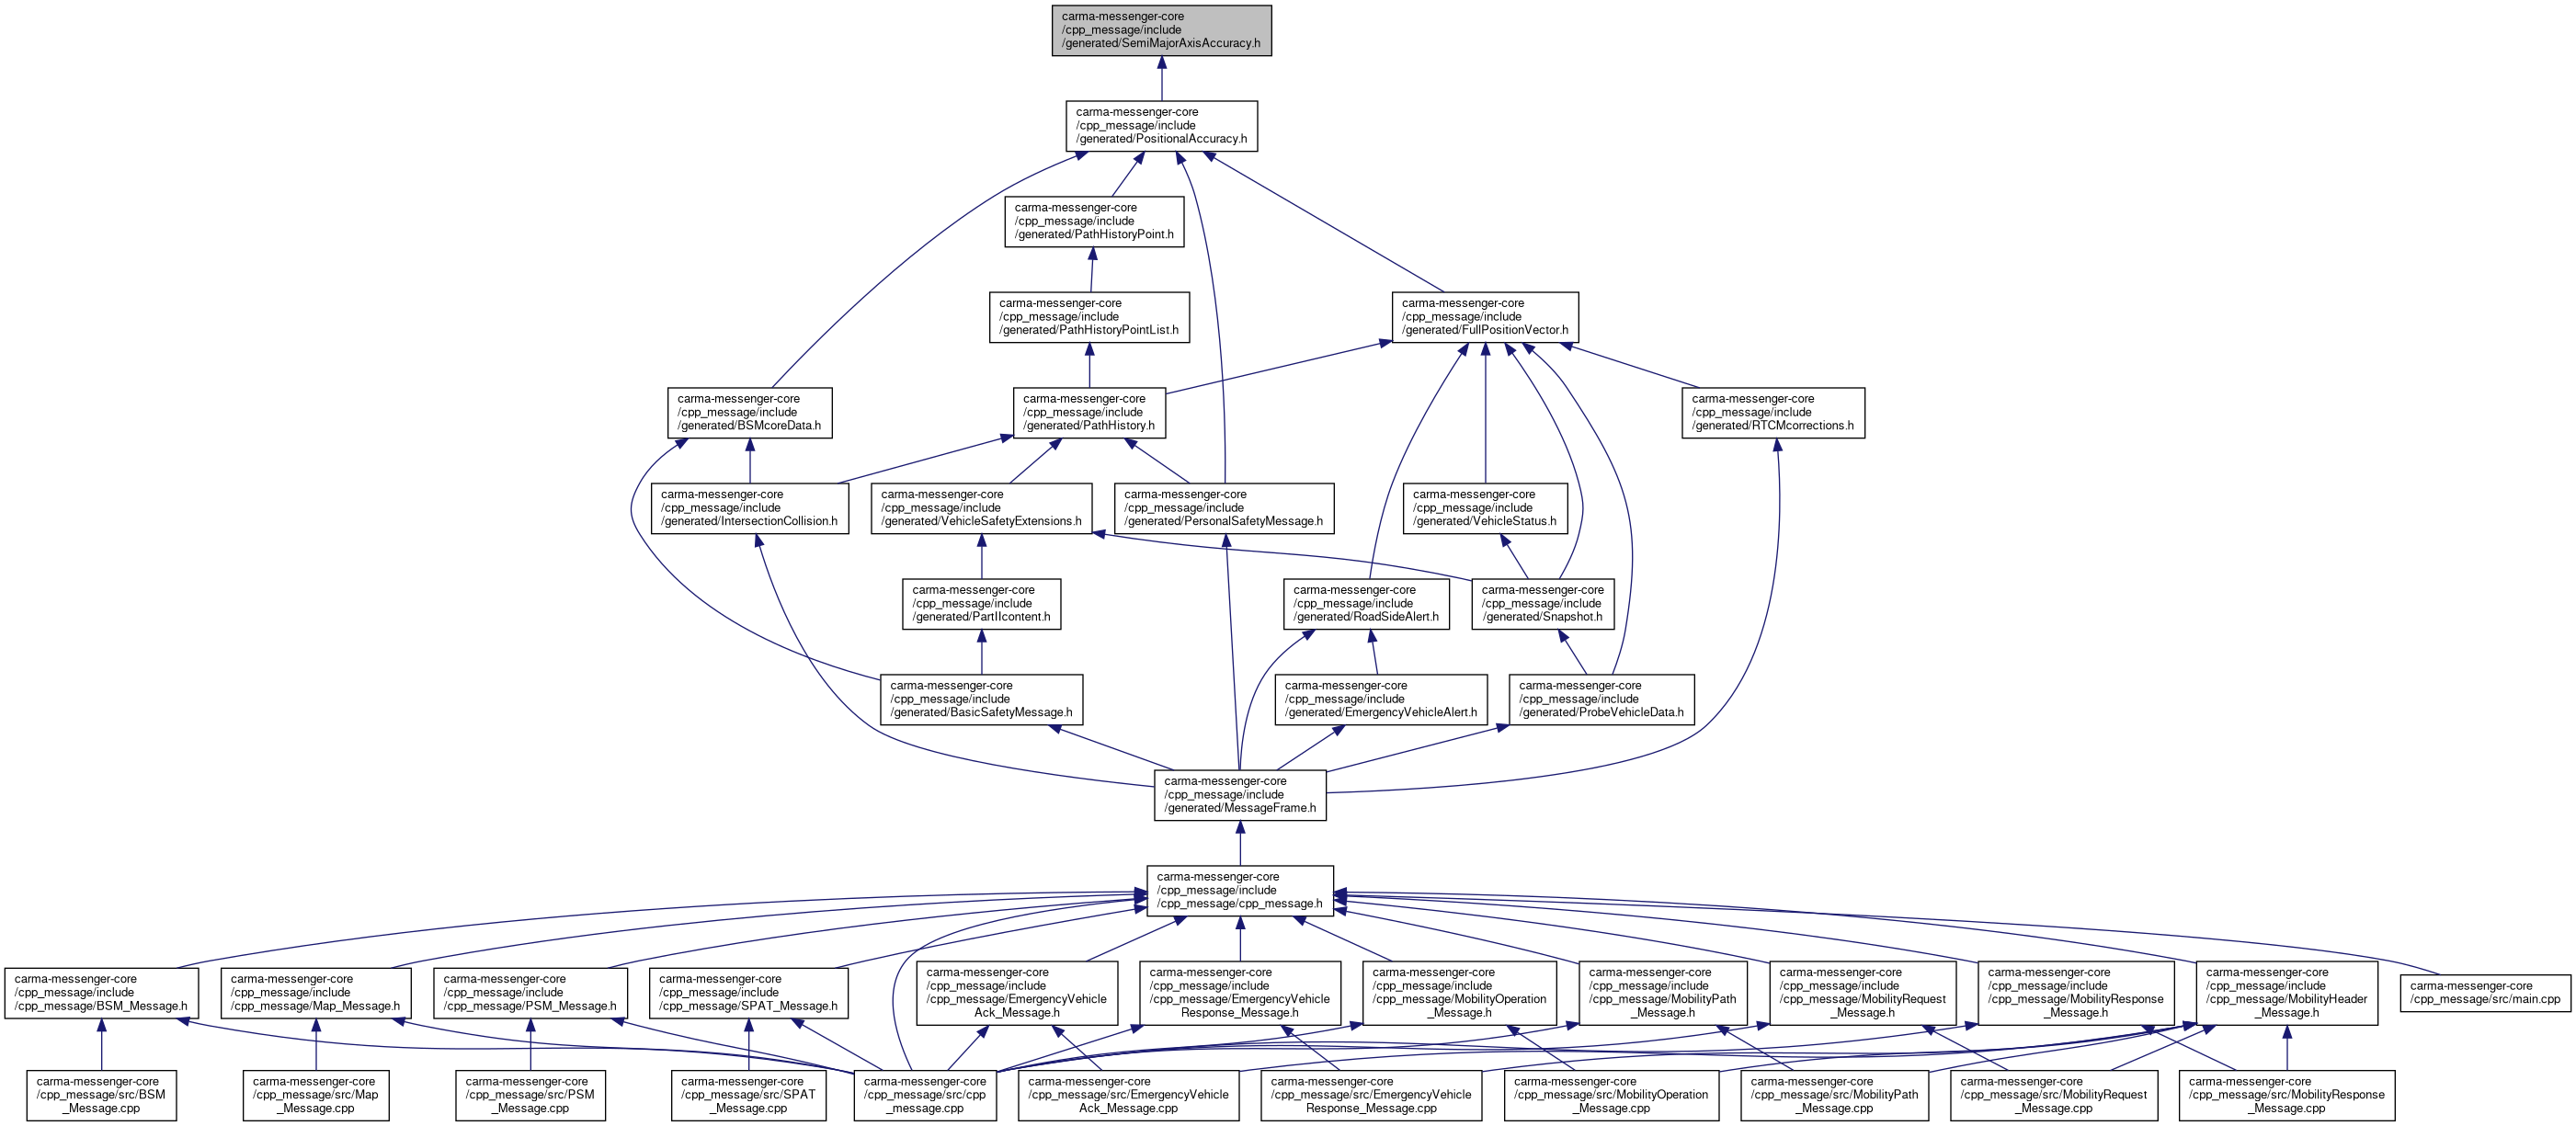 carma-messenger-core
/cpp_message/include
/generated/SemiMajorAxisAccuracy.h
carma-messenger-core
/cpp_message/include
/generated/PositionalAccuracy.h
carma-messenger-core
/cpp_message/include
/generated/PathHistoryPoint.h
carma-messenger-core
/cpp_message/include
/generated/PathHistoryPointList.h
carma-messenger-core
/cpp_message/include
/generated/FullPositionVector.h
carma-messenger-core
/cpp_message/include
/generated/BSMcoreData.h
carma-messenger-core
/cpp_message/include
/generated/PathHistory.h
carma-messenger-core
/cpp_message/include
/generated/RTCMcorrections.h
carma-messenger-core
/cpp_message/include
/generated/IntersectionCollision.h
carma-messenger-core
/cpp_message/include
/generated/VehicleSafetyExtensions.h
carma-messenger-core
/cpp_message/include
/generated/PersonalSafetyMessage.h
carma-messenger-core
/cpp_message/include
/generated/VehicleStatus.h
carma-messenger-core
/cpp_message/include
/generated/PartIIcontent.h
carma-messenger-core
/cpp_message/include
/generated/RoadSideAlert.h
carma-messenger-core
/cpp_message/include
/generated/Snapshot.h
carma-messenger-core
/cpp_message/include
/generated/BasicSafetyMessage.h
carma-messenger-core
/cpp_message/include
/generated/EmergencyVehicleAlert.h
carma-messenger-core
/cpp_message/include
/generated/ProbeVehicleData.h
carma-messenger-core
/cpp_message/include
/generated/MessageFrame.h
carma-messenger-core
/cpp_message/include
/cpp_message/cpp_message.h
carma-messenger-core
/cpp_message/include
/cpp_message/BSM_Message.h
carma-messenger-core
/cpp_message/include
/cpp_message/Map_Message.h
carma-messenger-core
/cpp_message/include
/cpp_message/PSM_Message.h
carma-messenger-core
/cpp_message/include
/cpp_message/SPAT_Message.h
carma-messenger-core
/cpp_message/include
/cpp_message/EmergencyVehicle
Ack_Message.h
carma-messenger-core
/cpp_message/include
/cpp_message/EmergencyVehicle
Response_Message.h
carma-messenger-core
/cpp_message/include
/cpp_message/MobilityOperation
_Message.h
carma-messenger-core
/cpp_message/include
/cpp_message/MobilityPath
_Message.h
carma-messenger-core
/cpp_message/include
/cpp_message/MobilityRequest
_Message.h
carma-messenger-core
/cpp_message/include
/cpp_message/MobilityResponse
_Message.h
carma-messenger-core
/cpp_message/include
/cpp_message/MobilityHeader
_Message.h
carma-messenger-core
/cpp_message/src/main.cpp
carma-messenger-core
/cpp_message/src/BSM
_Message.cpp
carma-messenger-core
/cpp_message/src/Map
_Message.cpp
carma-messenger-core
/cpp_message/src/PSM
_Message.cpp
carma-messenger-core
/cpp_message/src/SPAT
_Message.cpp
carma-messenger-core
/cpp_message/src/cpp
_message.cpp
carma-messenger-core
/cpp_message/src/EmergencyVehicle
Ack_Message.cpp
carma-messenger-core
/cpp_message/src/EmergencyVehicle
Response_Message.cpp
carma-messenger-core
/cpp_message/src/MobilityOperation
_Message.cpp
carma-messenger-core
/cpp_message/src/MobilityPath
_Message.cpp
carma-messenger-core
/cpp_message/src/MobilityRequest
_Message.cpp
carma-messenger-core
/cpp_message/src/MobilityResponse
_Message.cpp